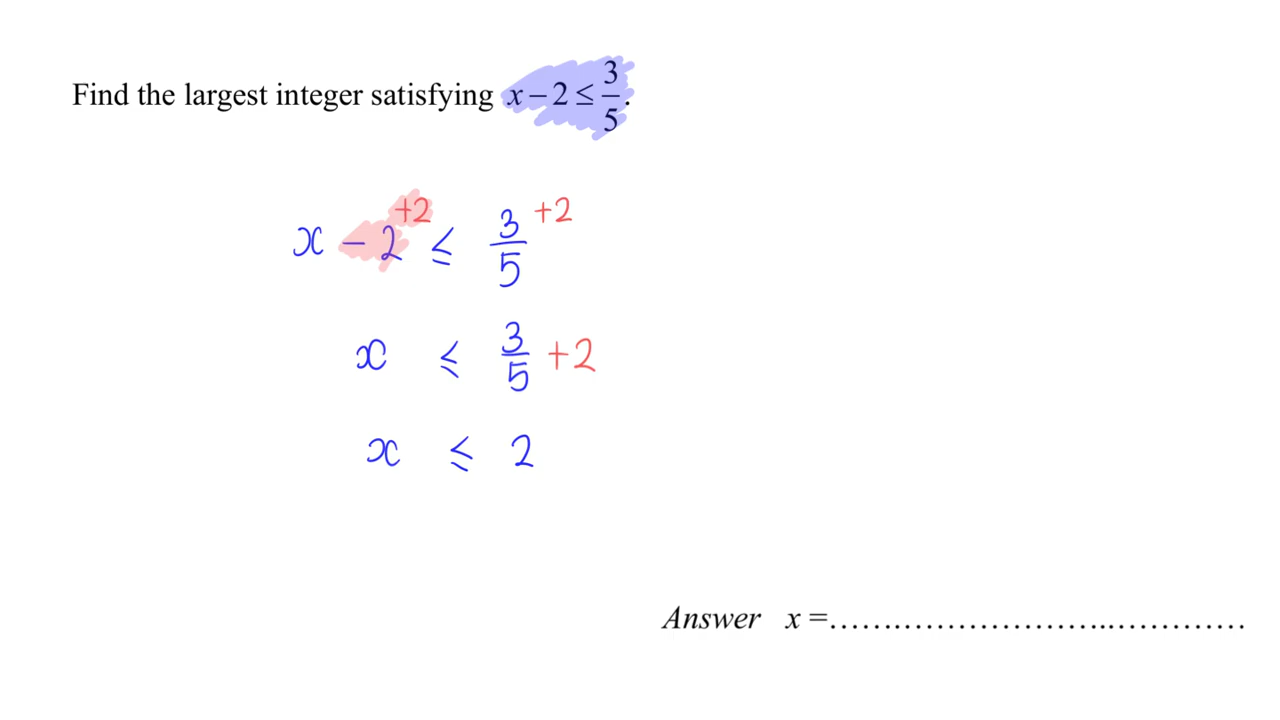 Find the largest integer satisfying x − 2 ≤ 3/5.
x − 2 +2 ≤ 3/5 +2
x ≤ 3/5 +2
x ≤ 2
Answer x =…………………………………